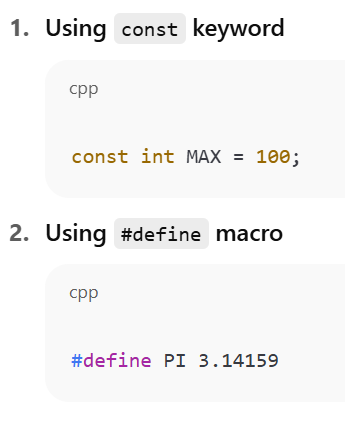 1. Using const keyword
cpp
const int MAX = 100;
2. Using #define macro
cpp
#define PI 3.14159